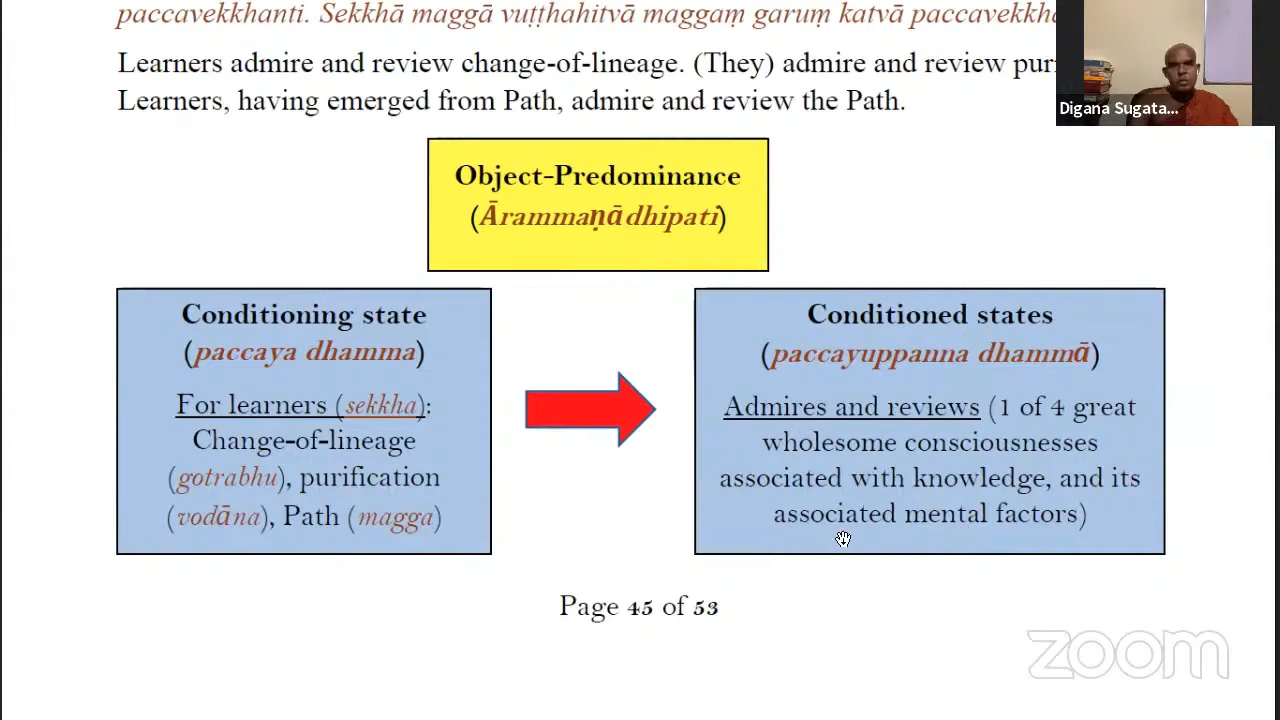 paccavekkhanti. Sekkhā maggā vuṭṭhahitvā maggaṃ garuṃ katvā
Learners admire and review change-of-lineage. (They) admire and review
Learners, having emerged from Path, admire and review the Path.
Digana Sugata...
Object-Predominance
(Ārammaṇādhipati)
Conditioning state
(paccaya dhamma)
For learners (sekkha):
Change-of-lineage
(gotrabhu), purification
(vodāna), Path (magga)
Conditioned states
(paccayuppanna dhammā)
Admires and reviews (1 of 4 great
wholesome consciousnesses
associated with knowledge, and its
associated mental factors)
Page 45 of 53
zoom